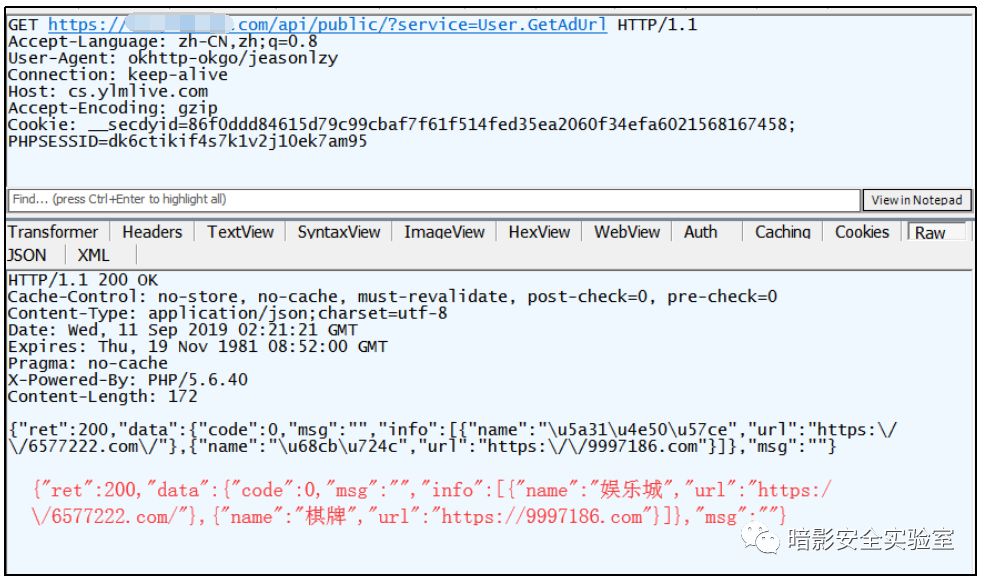 GET https://.com/api/public/?service=User.GetAdUrl HTTP/1.1
Accept-Language: zh-CN,zh;q=0.8
User-Agent: okhttp-okgo/jeasonlzy
Connection: keep-alive
Host: cs.ylmlive.com
Accept-Encoding: gzip
Cookie: __secdyid=86f0ddd84615d79c99cbaf7f61f514fed35ea2060f34efa6021568167458;
PHPSESSID=dk6ctikif4s7k1v2j10ek7am95
Find... (press Ctrl+Enter to highlight all) View in Notepad
Transformer Headers TextView SyntaxView ImageView HexView WebView Auth Caching Cookies Raw
JSON XML
HTTP/1.1 200 OK
Cache-Control: no-store, no-cache, must-revalidate, post-check=0, pre-check=0
Content-Type: application/json;charset=utf-8
Date: Wed, 11 Sep 2019 02:21:21 GMT
Expires: Thu, 19 Nov 1981 08:52:00 GMT
Pragma: no-cache
X-Powered-By: PHP/5.6.40
Content-Length: 172
{"ret":200,"data":{"code":0,"msg":"","info":[{"name":"\u5a31\u4e50\u57ce","url":"https:\/
\/6577222.com\/"},{"name":"\u68cb\u724c","url":"https:\/\/9997186.com"}]},"msg":""}
{"ret":200,"data":{"code":0,"msg":"","info":[{"name":"娱乐城","url":"https:/
\/6577222.com/"},{"name":"棋牌","url":"https://9997186.com"}]},"msg":""}
暗影安全实验室